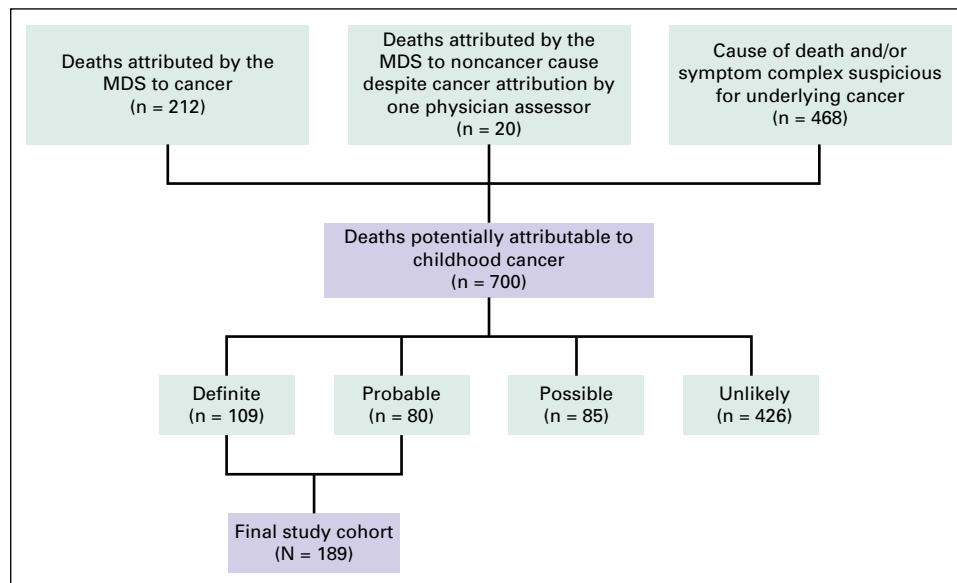 Deaths attributed by the
MDS to cancer
(n = 212)
Deaths attributed by the
MDS to noncancer cause
despite cancer attribution by
one physician assessor
(n = 20)
Cause of death and/or
symptom complex suspicious
for underlying cancer
(n = 468)
Deaths potentially attributable to
childhood cancer
(n = 700)
Definite
(n = 109)
Probable
(n = 80)
Possible
(n = 85)
Unlikely
(n = 426)
Final study cohort
(N = 189)